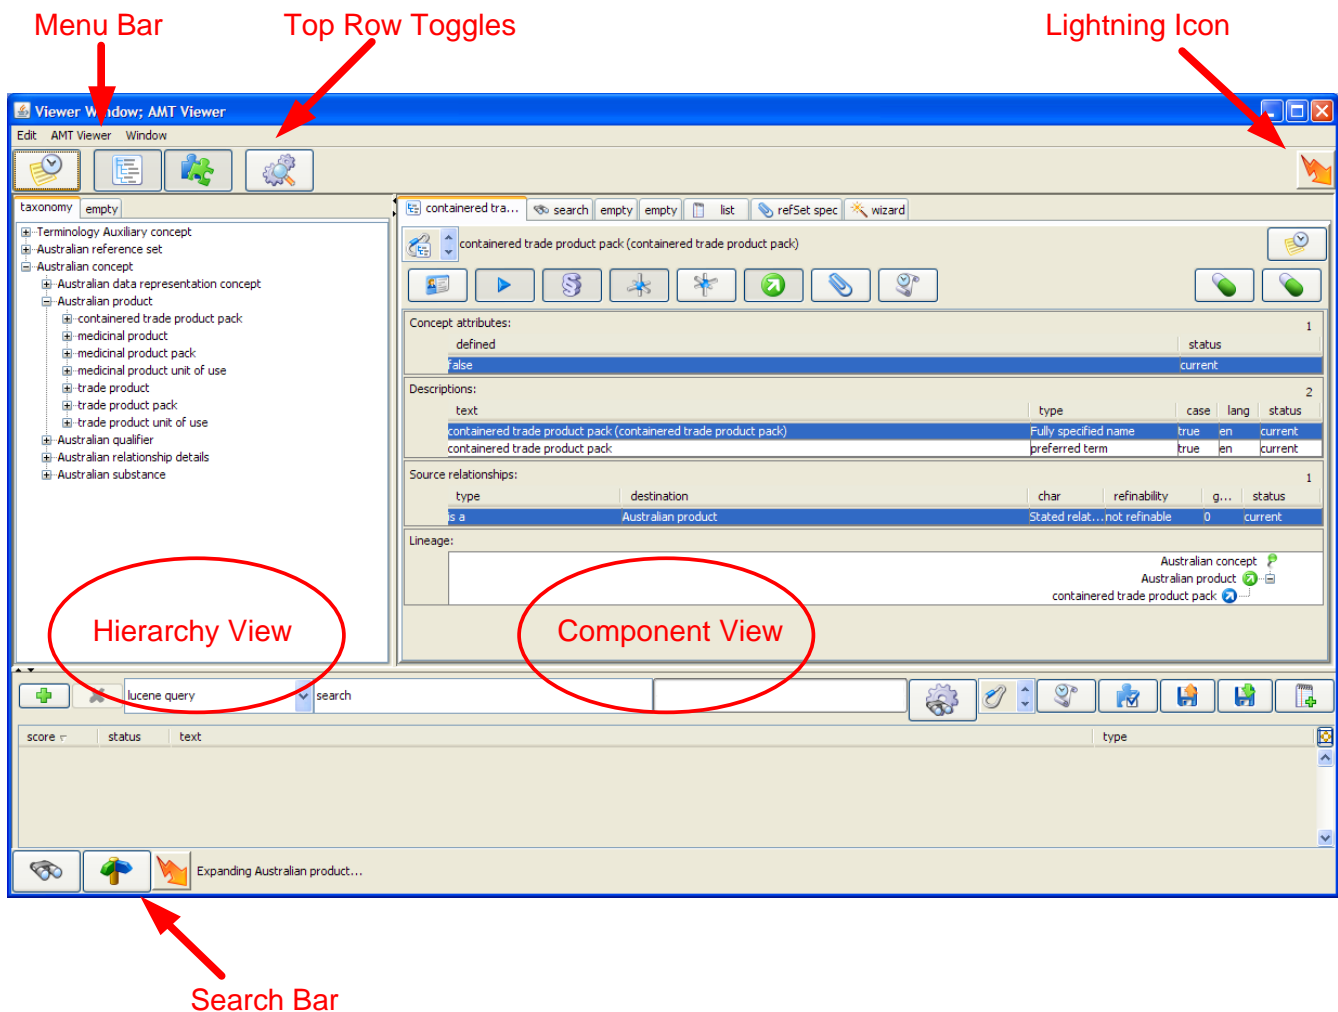 Menu Bar
Top Row Toggles
Lightning Icon
Viewer Window; AMT Viewer
Edit AMT Viewer Window
taxonomy empty
Terminology Auxiliary concept
Australian reference set
Australian concept
Australian data representation concept
Australian product
containered trade product pack
medicinal product
medicinal product pack
medicinal product unit of use
trade product
trade product pack
trade product unit of use
Australian qualifier
Australian relationship details
Australian substance
Hierarchy View
containered tra... search empty empty list refSet spec wizard
containered trade product pack (containered trade product pack)
Concept attributes: 1
defined status
false current
Descriptions: 2
text type case lang status
containered trade product pack (containered trade product pack) Fully specified name true en current
containered trade product pack preferred term true en current
Source relationships: 1
type destination char refinability g... status
is a Australian product Stated relat... not refinable 0 current
Lineage:
Australian concept
Australian product
containered trade product pack
Component View
lucene query search
score status text type
Expanding Australian product...
Search Bar